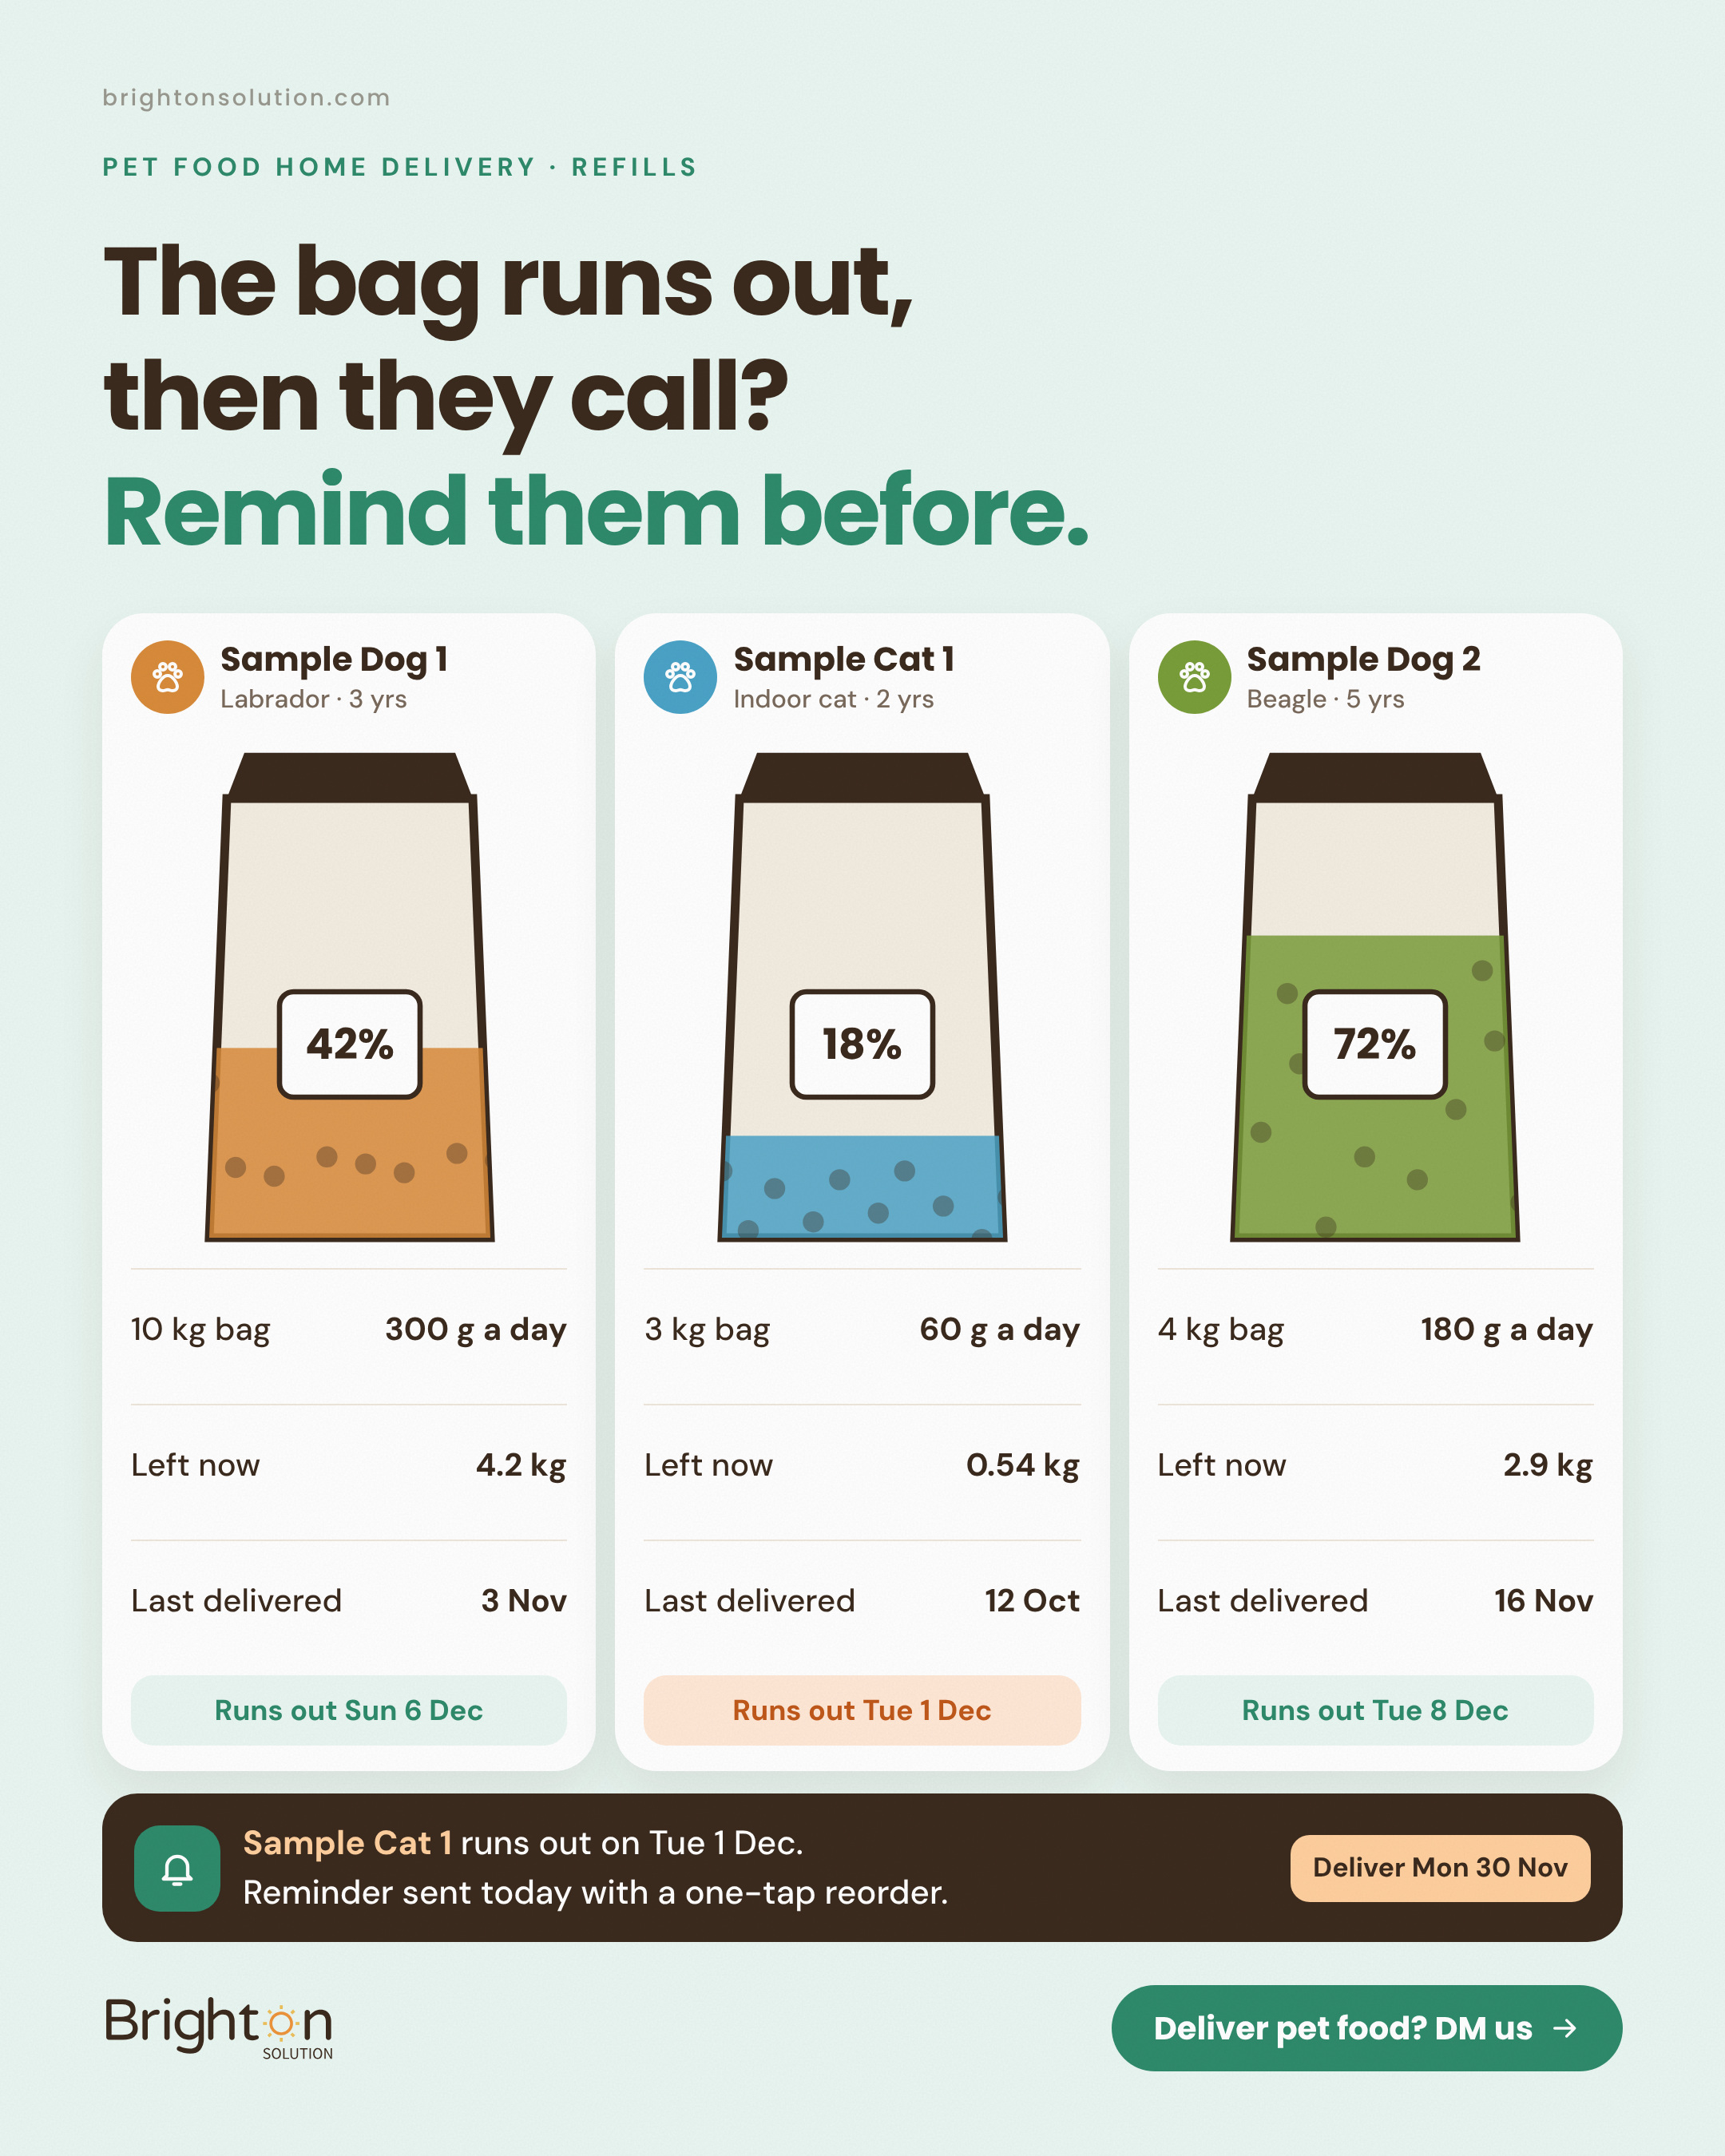 brightonsolution.com
PET FOOD HOME DELIVERY · REFILLS
The bag runs out,
then they call?
Remind them before.
Sample Dog 1
Labrador · 3 yrs
42%
10 kg bag 300 g a day
Left now 4.2 kg
Last delivered 3 Nov
Runs out Sun 6 Dec
Sample Cat 1
Indoor cat · 2 yrs
18%
3 kg bag 60 g a day
Left now 0.54 kg
Last delivered 12 Oct
Runs out Tue 1 Dec
Sample Dog 2
Beagle · 5 yrs
72%
4 kg bag 180 g a day
Left now 2.9 kg
Last delivered 16 Nov
Runs out Tue 8 Dec
Sample Cat 1 runs out on Tue 1 Dec.
Reminder sent today with a one-tap reorder.
Deliver Mon 30 Nov
Brighton
SOLUTION
Deliver pet food? DM us →